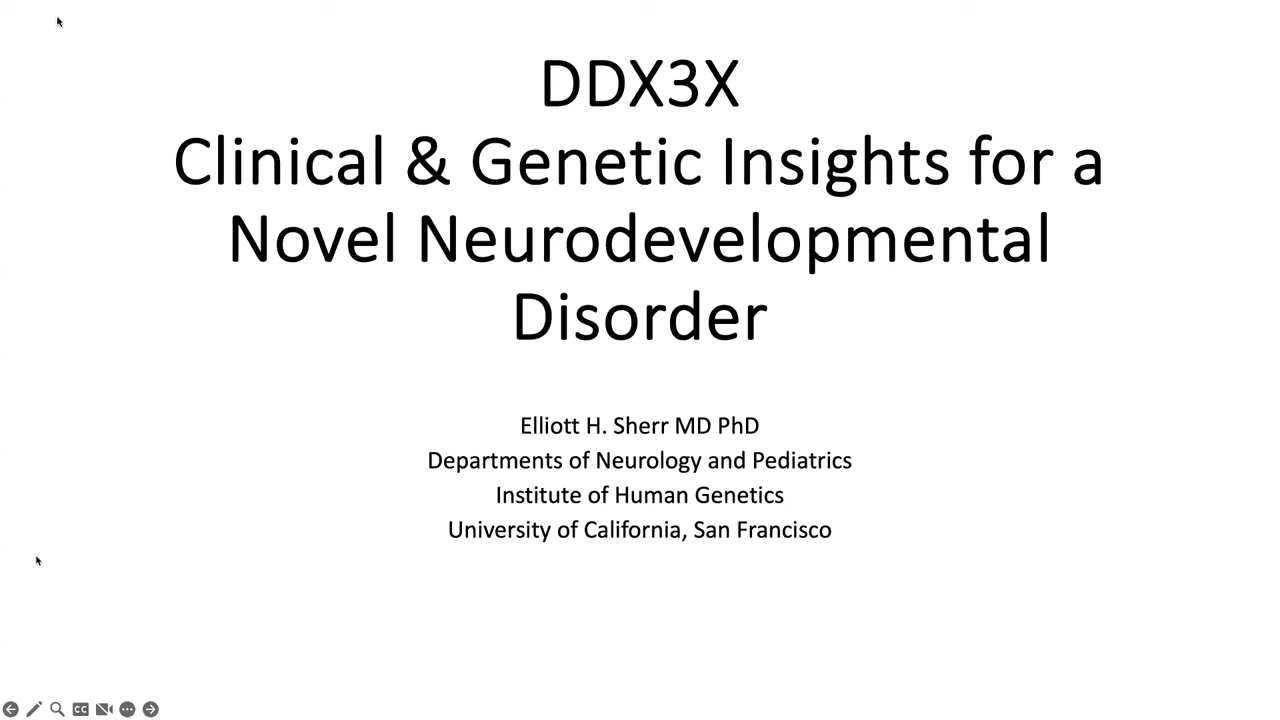 DDX3X
Clinical & Genetic Insights for a
Novel Neurodevelopmental
Disorder
Elliott H. Sherr MD PhD
Departments of Neurology and Pediatrics
Institute of Human Genetics
University of California, San Francisco
CC